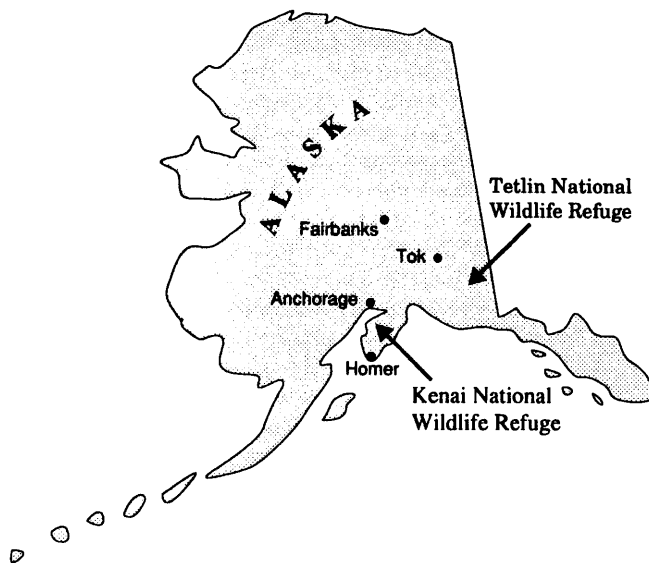 ALASKA
Tetlin National
Wildlife Refuge
Fairbanks
Tok
Anchorage
Homer
Kenai National
Wildlife Refuge